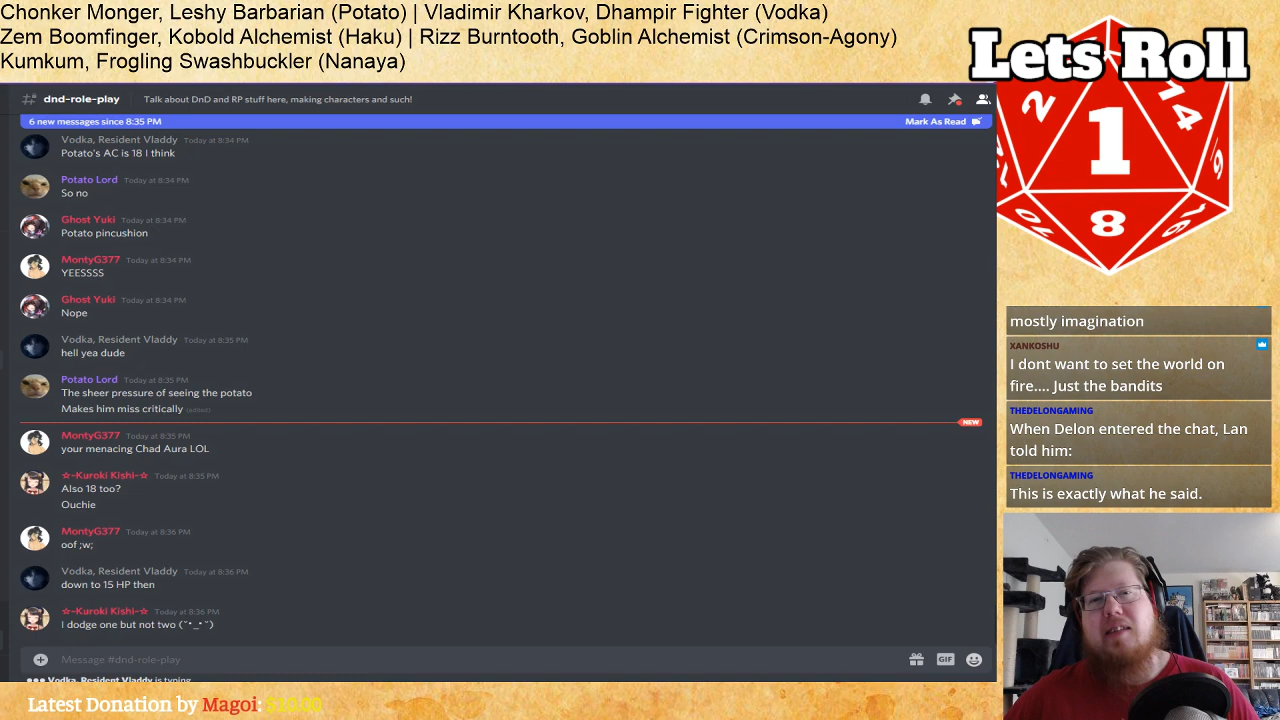 Chonker Monger, Leshy Barbarian (Potato) | Vladimir Kharkov, Dhampir Fighter (Vodka)
Zem Boomfinger, Kobold Alchemist (Haku) | Rizz Burntooth, Goblin Alchemist (Crimson-Agony)
Kumkum, Frogling Swashbuckler (Nanaya)
Lets Roll
2
14
1
8
20
16
dnd-role-play Talk about DnD and RP stuff here, making characters and such!
6 new messages since 8:35 PM Mark As Read
Vodka, Resident Vladdy Today at 8:34 PM
Potato's AC is 18 I think
Potato Lord Today at 8:34 PM
So no
Ghost Yuki Today at 8:34 PM
Potato pincushion
MontyG377 Today at 8:34 PM
YEESSSS
Ghost Yuki Today at 8:34 PM
Nope
Vodka, Resident Vladdy Today at 8:35 PM
hell yea dude
Potato Lord Today at 8:35 PM
The sheer pressure of seeing the potato
Makes him miss critically (edited)
NEW
MontyG377 Today at 8:35 PM
your menacing Chad Aura LOL
☆~Kuroki Kishi~☆ Today at 8:35 PM
Also 18 too?
Ouchie
MontyG377 Today at 8:36 PM
oof ;w;
Vodka, Resident Vladdy Today at 8:36 PM
down to 15 HP then
☆~Kuroki Kishi~☆ Today at 8:36 PM
I dodge one but not two (˘•_•˘)
Message #dnd-role-play
GIF
Vodka, Resident Vladdy is typing
mostly imagination
XANKOSHU
I dont want to set the world on
fire.... Just the bandits
THEDELONGAMING
When Delon entered the chat, Lan
told him:
THEDELONGAMING
This is exactly what he said.
Latest Donation by Magoi: $10.00